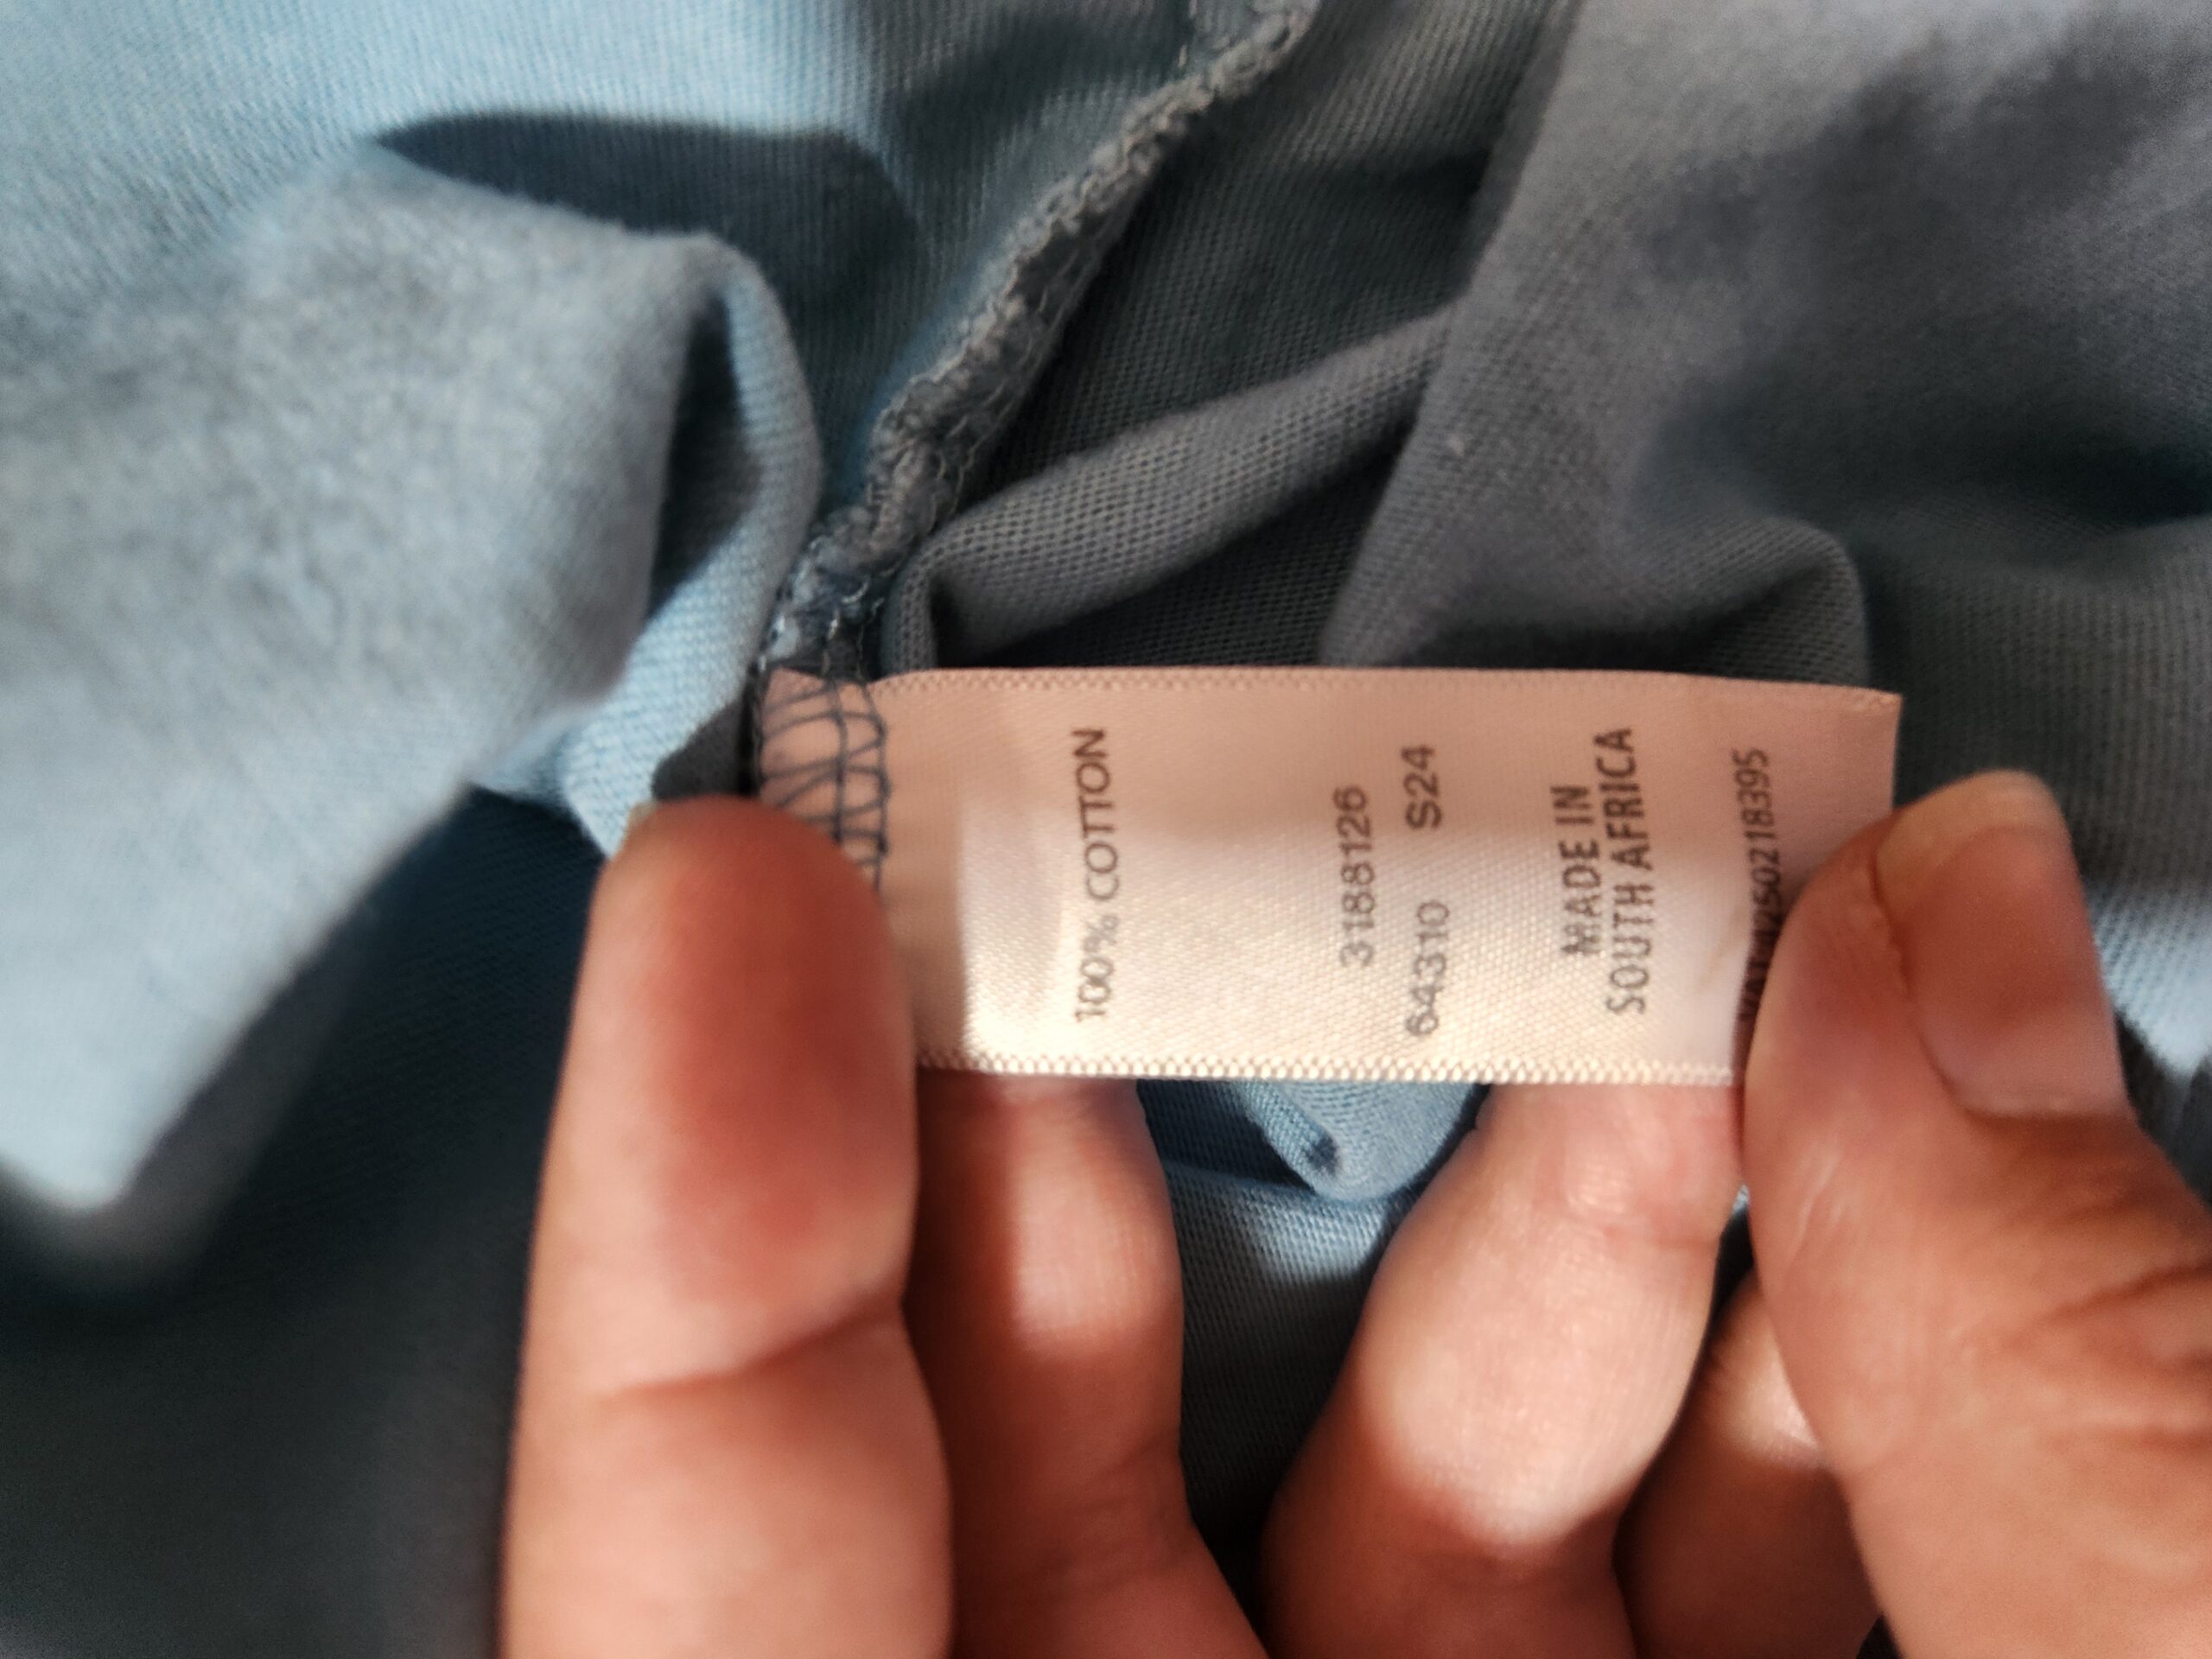 100% COTTON
3188126
64310 S24
MADE IN
SOUTH AFRICA